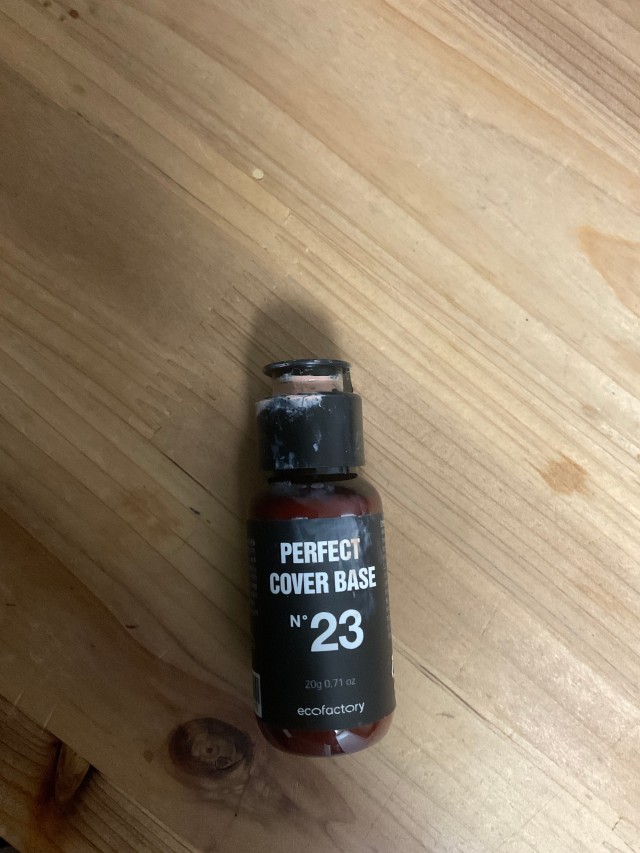 PERFECT
COVER BASE
N° 23
20g 0.71 oz
ecofactory